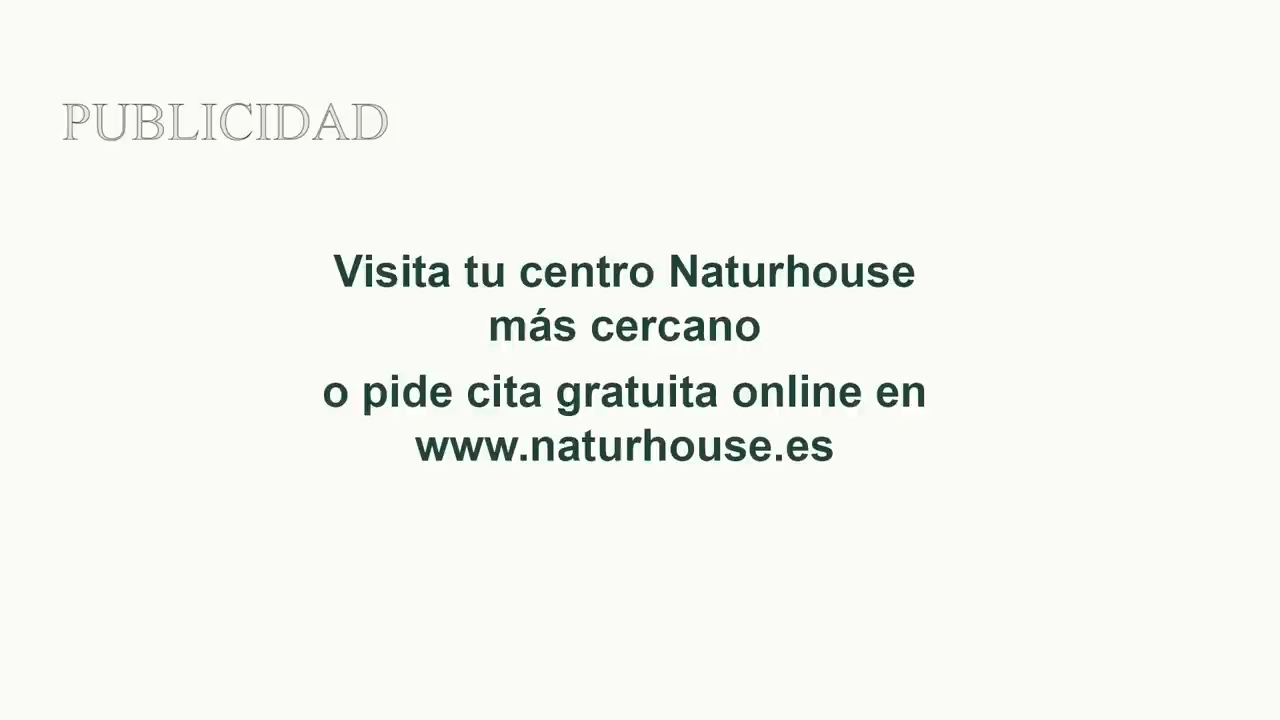 PUBLICIDAD
Visita tu centro Naturhouse
más cercano
o pide cita gratuita online en
www.naturhouse.es